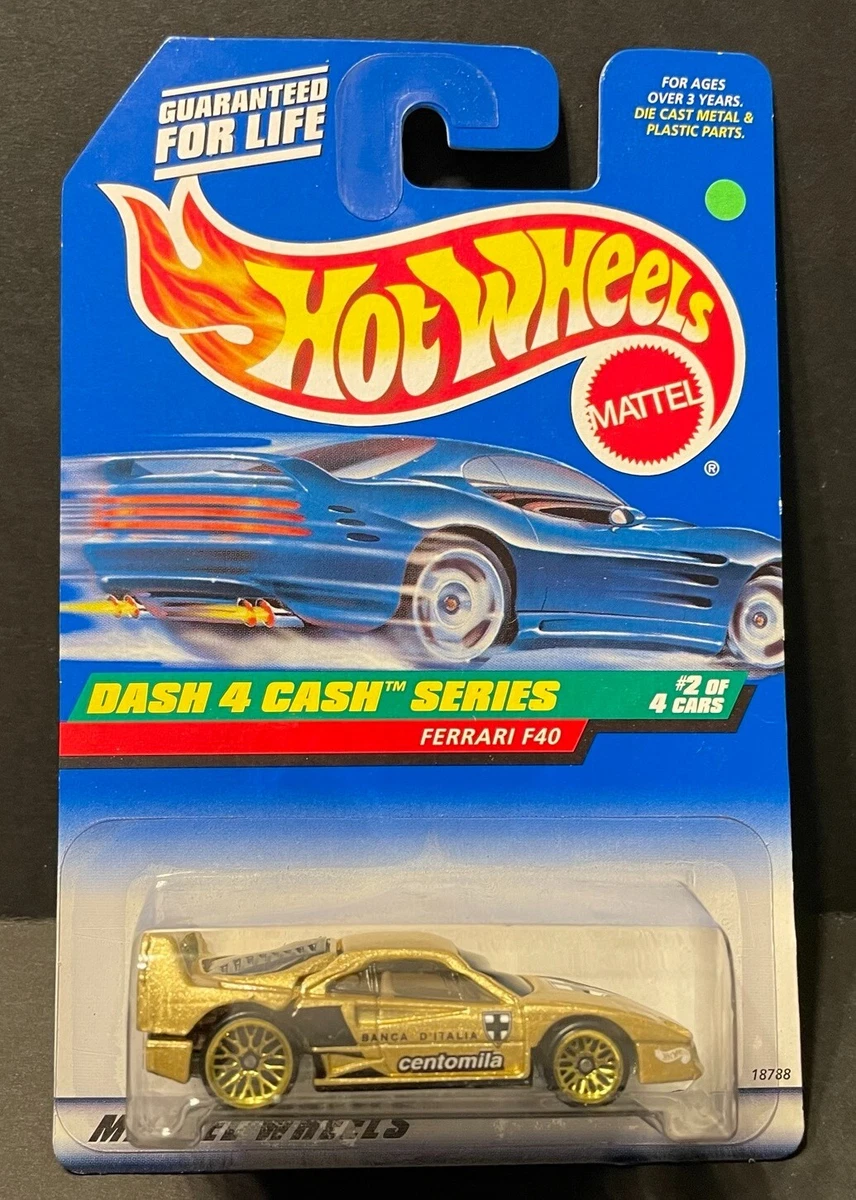 GUARANTEED
FOR LIFE
FOR AGES
OVER 3 YEARS.
DIE CAST METAL &
PLASTIC PARTS.
HOT WHEELS
MATTEL
®
DASH 4 CASH™ SERIES
#2 OF
4 CARS
FERRARI F40
BANCA D'ITALIA
centomila
18788
WHEELS